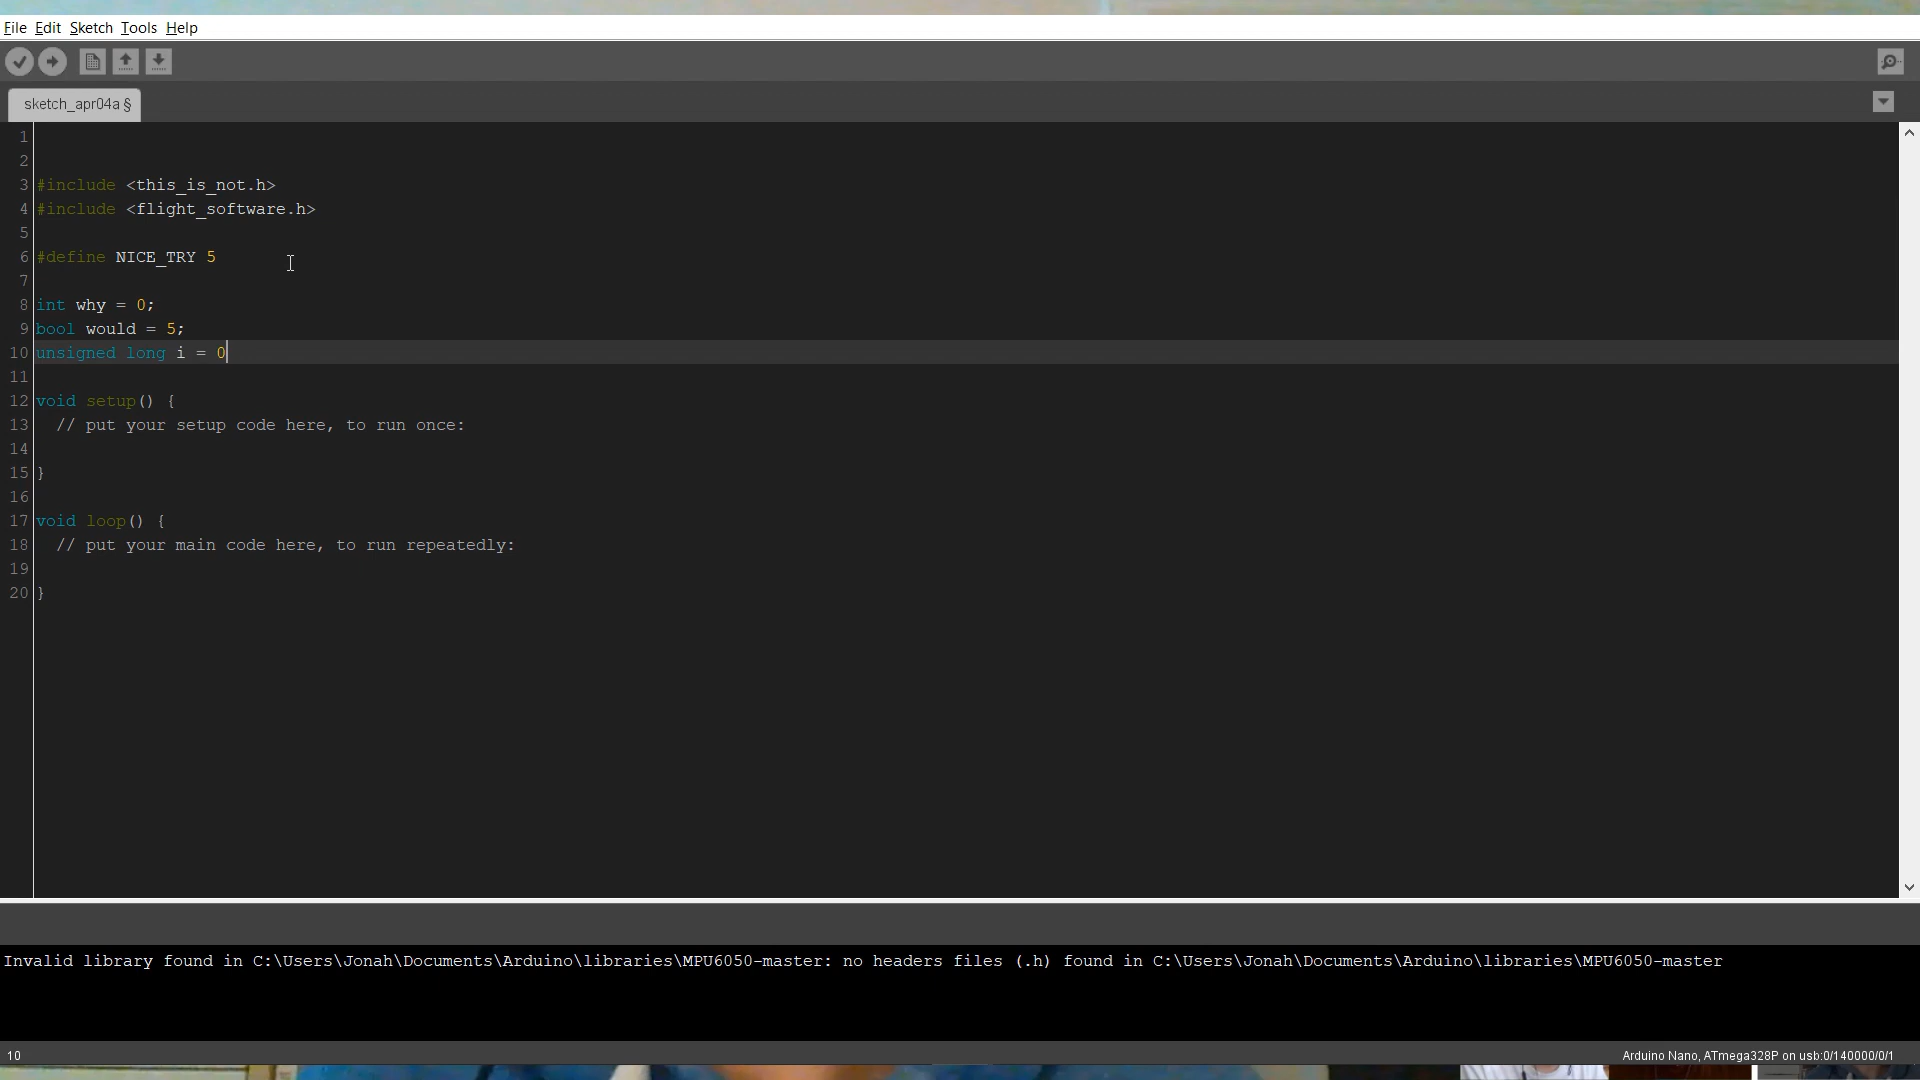 File Edit Sketch Tools Help
sketch_apr04a §
1
2
3 #include <this_is_not.h>
4 #include <flight_software.h>
5
6 #define NICE_TRY 5
7
8 int why = 0;
9 bool would = 5;
10 unsigned long i = 0
11
12 void setup() {
13 // put your setup code here, to run once:
14
15 }
16
17 void loop() {
18 // put your main code here, to run repeatedly:
19
20 }
Invalid library found in C:\Users\Jonah\Documents\Arduino\libraries\MPU6050-master: no headers files (.h) found in C:\Users\Jonah\Documents\Arduino\libraries\MPU6050-master
10 Arduino Nano, ATmega328P on usb:0/140000/0/1